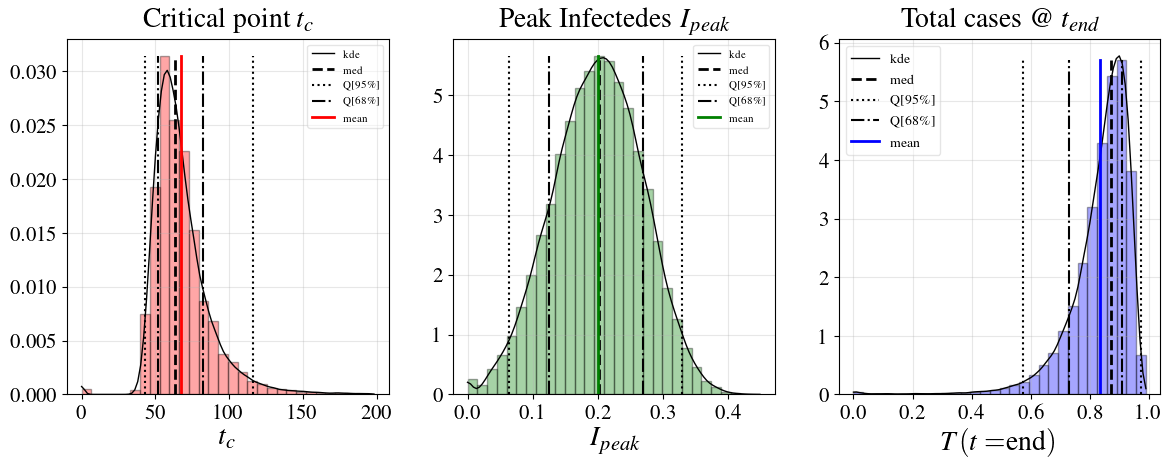 Critical point t_c
0.030
0.025
0.020
0.015
0.010
0.005
0.000
0
50
100
150
200
t_c
kde
med
Q[95%]
Q[68%]
mean
Peak Infectedes I_peak
5
4
3
2
1
0
0.0
0.1
0.2
0.3
0.4
I_peak
kde
med
Q[95%]
Q[68%]
mean
Total cases @ t_end
6
5
4
3
2
1
0
0.0
0.2
0.4
0.6
0.8
1.0
T(t =end)
kde
med
Q[95%]
Q[68%]
mean